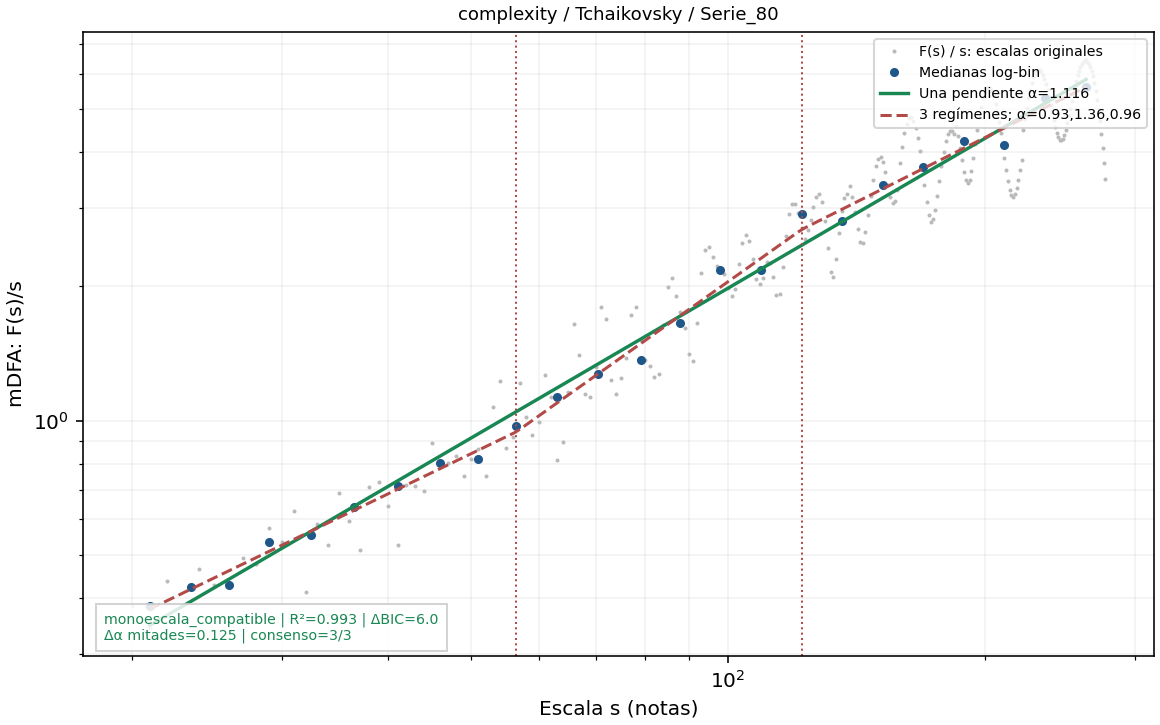 complexity / Tchaikovsky / Serie_80
F(s) / s: escalas originales
Medianas log-bin
Una pendiente α=1.116
3 regímenes; α=0.93,1.36,0.96
mDFA: F(s)/s
10⁰
monoescala_compatible | R²=0.993 | ΔBIC=6.0
Δα mitades=0.125 | consenso=3/3
10²
Escala s (notas)